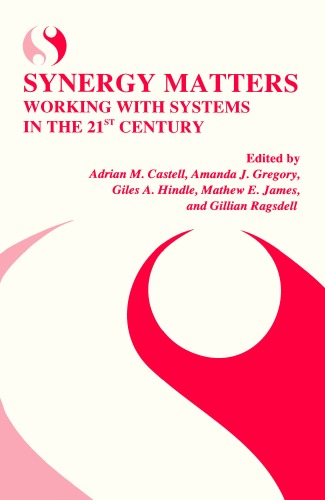 SYNERGY MATTERS
WORKING WITH SYSTEMS
IN THE 21ST CENTURY
Edited by
Adrian M. Castell, Amanda J. Gregory,
Giles A. Hindle, Mathew E. James,
and Gillian Ragsdell